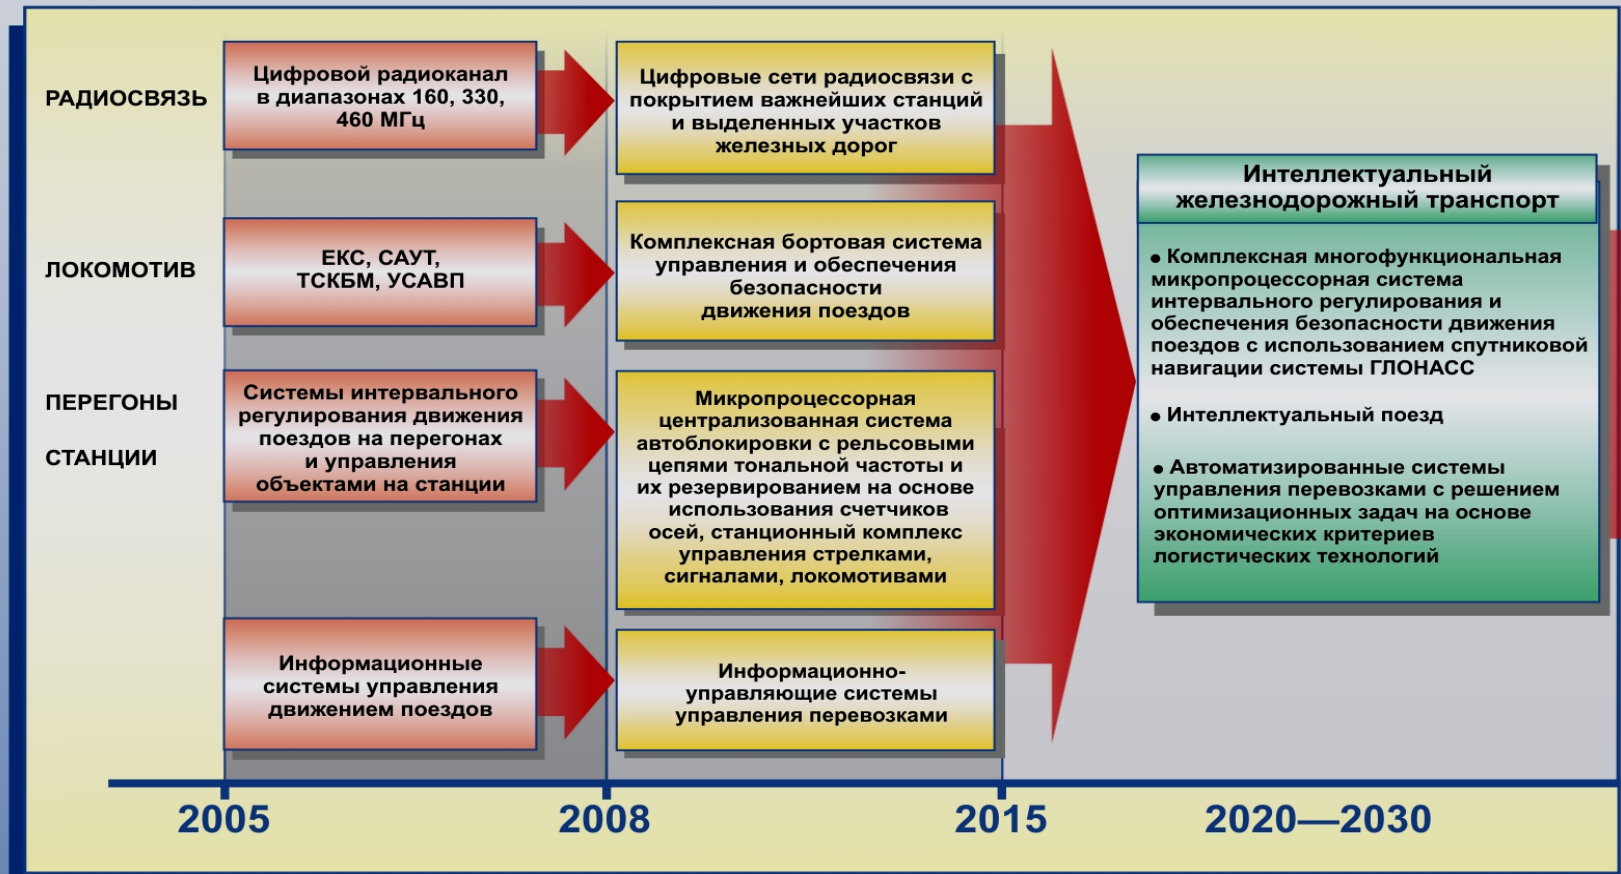 РАДИОСВЯЗЬ
Цифровой радиоканал
в диапазонах 160, 330,
460 МГц
Цифровые сети радиосвязи с
покрытием важнейших станций
и выделенных участков
железных дорог
ЛОКОМОТИВ
ЕКС, САУТ,
ТСКБМ, УСАВП
Комплексная бортовая система
управления и обеспечения
безопасности
движения поездов
ПЕРЕГОНЫ
СТАНЦИИ
Системы интервального
регулирования движения
поездов на перегонах
и управления
объектами на станции
Микропроцессорная
централизованная система
автоблокировки с рельсовыми
цепями тональной частоты и
их резервированием на основе
использования счетчиков
осей, станционный комплекс
управления стрелками,
сигналами, локомотивами
Информационные
системы управления
движением поездов
Информационно-
управляющие системы
управления перевозками
Интеллектуальный
железнодорожный транспорт
• Комплексная многофункциональная
микропроцессорная система
интервального регулирования и
обеспечения безопасности движения
поездов с использованием спутниковой
навигации системы ГЛОНАСС
• Интеллектуальный поезд
• Автоматизированные системы
управления перевозками с решением
оптимизационных задач на основе
экономических критериев
логистических технологий
2005
2008
2015
2020—2030